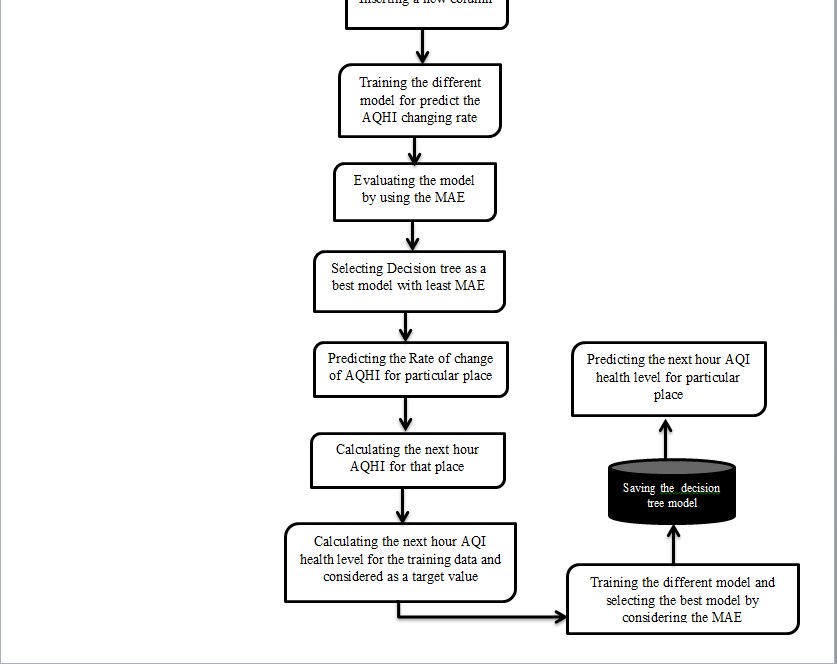 Inserting a new column
Training the different
model for predict the
AQHI changing rate
Evaluating the model
by using the MAE
Selecting Decision tree as a
best model with least MAE
Predicting the Rate of change
of AQHI for particular place
Calculating the next hour
AQHI for that place
Calculating the next hour AQI
health level for the training data and
considered as a target value
Training the different model and
selecting the best model by
considering the MAE
Saving the decision
tree model
Predicting the next hour AQI
health level for particular
place